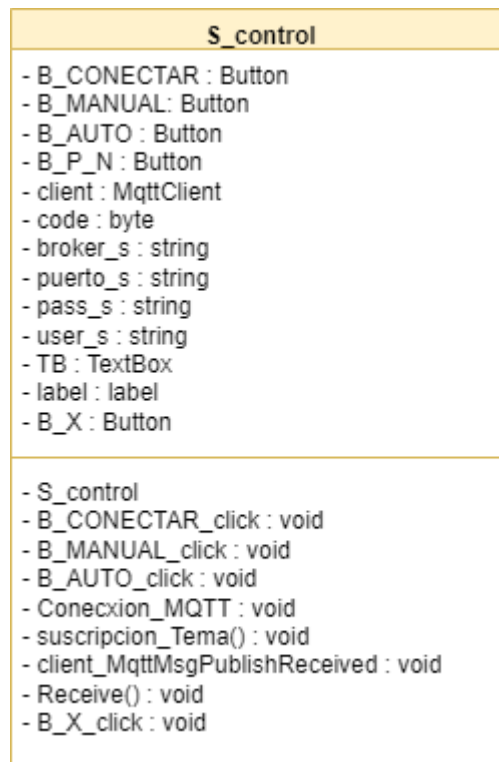 S_control
- B_CONECTAR : Button
- B_MANUAL: Button
- B_AUTO : Button
- B_P_N : Button
- client : MqttClient
- code : byte
- broker_s : string
- puerto_s : string
- pass_s : string
- user_s : string
- TB : TextBox
- label : label
- B_X : Button
- S_control
- B_CONECTAR_click : void
- B_MANUAL_click : void
- B_AUTO_click : void
- Conecxion_MQTT : void
- suscripcion_Tema() : void
- client_MqttMsgPublishReceived : void
- Receive() : void
- B_X_click : void